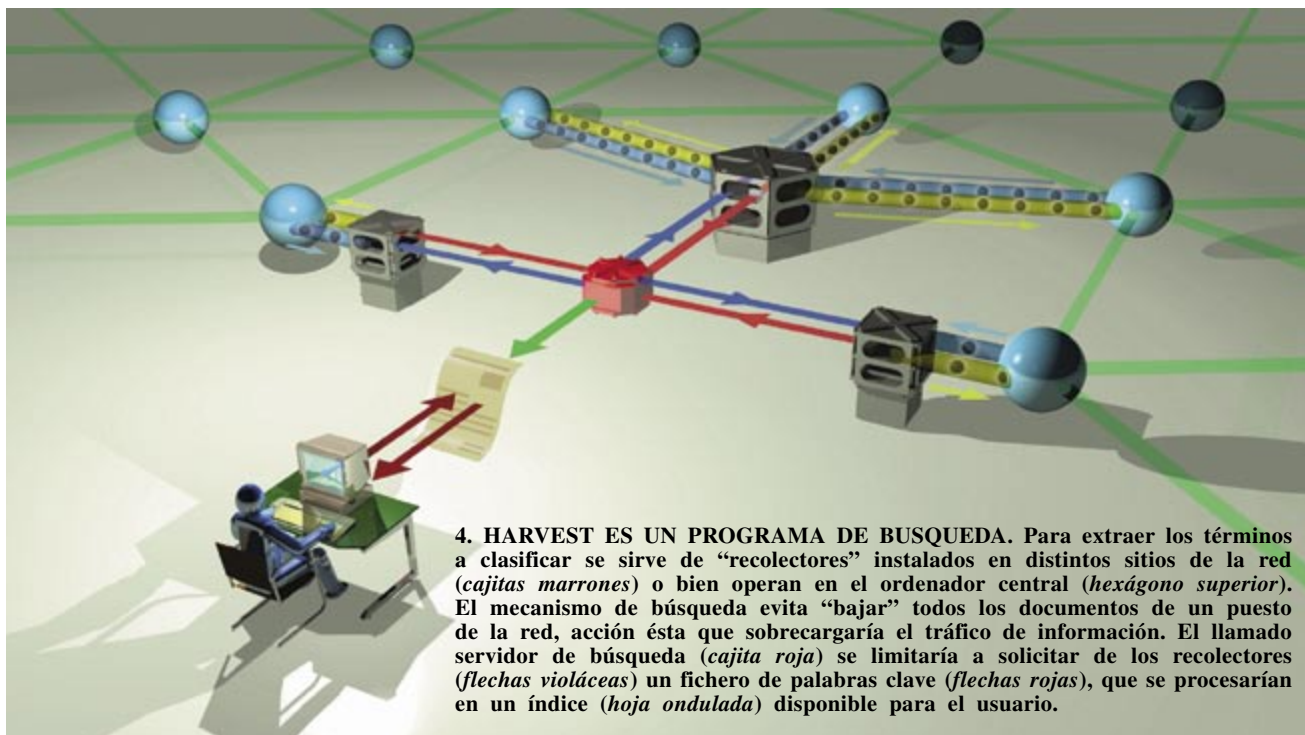 4. HARVEST ES UN PROGRAMA DE BUSQUEDA. Para extraer los términos
a clasificar se sirve de “recolectores” instalados en distintos sitios de la red
(cajitas marrones) o bien operan en el ordenador central (hexágono superior).
El mecanismo de búsqueda evita “bajar” todos los documentos de un puesto
de la red, acción ésta que sobrecargaría el tráfico de información. El llamado
servidor de búsqueda (cajita roja) se limitaría a solicitar de los recolectores
(flechas violáceas) un fichero de palabras clave (flechas rojas), que se procesarían
en un índice (hoja ondulada) disponible para el usuario.